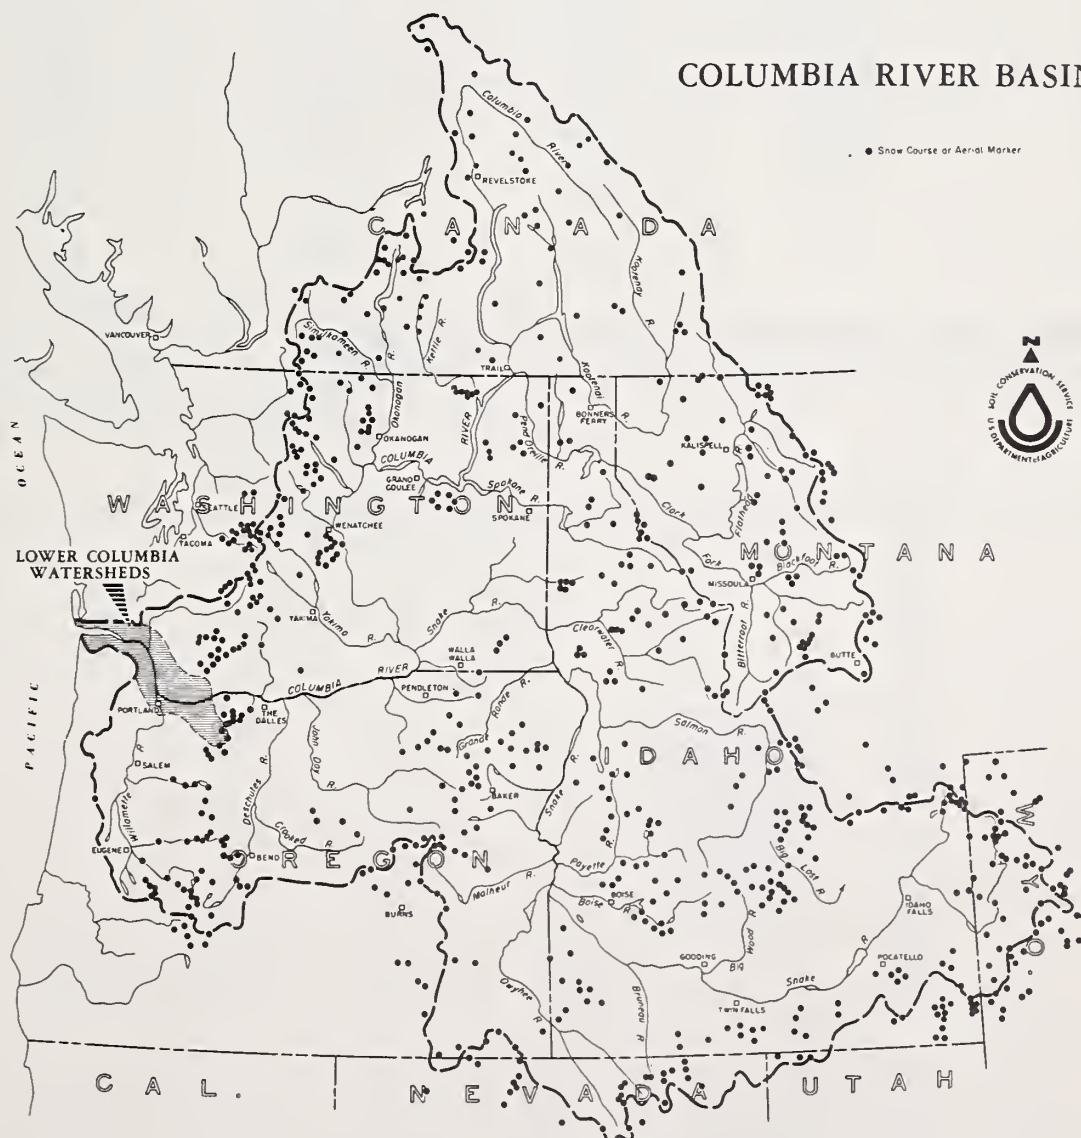 COLUMBIA RIVER BASIN
Snow Course or Aerial Marker
Columbia
River
REVELSTOKE
CANADA
Kootenay
R.
VANCOUVER
Similkameen R.
Kettle R.
TRAIL
Okanogan
R.
Kootenai
R.
BONNERS
FERRY
N
SOIL CONSERVATION SERVICE
U S DEPARTMENT of AGRICULTURE
OKANOGAN
COLUMBIA
RIVER
Pend Oreille
R.
KALISPELL
GRAND
COULEE
Spokane R.
SPOKANE
Flathead
R.
OCEAN
WASHINGTON
SEATTLE
WENATCHEE
TACOMA
Clark
Fork
MONTANA
MISSOULA
Blackfoot R.
LOWER COLUMBIA
WATERSHEDS
YAKIMA
Yakima
R.
Snake
R.
Clearwater
R.
Bitterroot R.
WALLA
WALLA
BUTTE
COLUMBIA
RIVER
PENDLETON
PORTLAND
THE
DALLES
Grande
Ronde R.
Salmon
R.
PACIFIC
John Day
R.
IDAHO
SALEM
Willamette
R.
Deschutes R.
BAKER
Snake
Crooked R.
EUGENE
BEND
OREGON
Payette
R.
Big
Lost R.
WYO
Malheur R.
BURNS
BOISE
Boise R.
Big Wood R.
IDAHO
FALLS
GOODING
POCATELLO
Owyhee R.
Bruneau R.
Snake
R.
TWIN FALLS
CAL.
NEVADA
UTAH